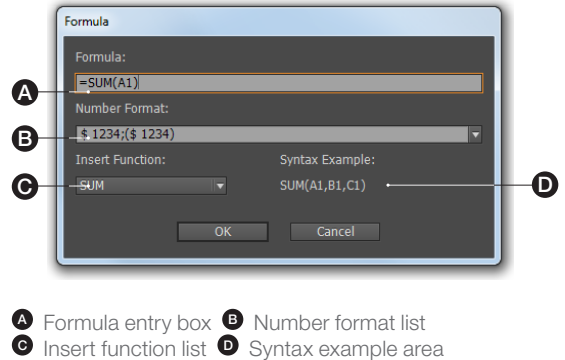 Formula
Formula:
=SUM(A1)
A
Number Format:
B
$ 1234;($ 1234)
Insert Function:
Syntax Example:
C
SUM
SUM(A1,B1,C1)
D
OK
Cancel
A Formula entry box B Number format list
C Insert function list D Syntax example area